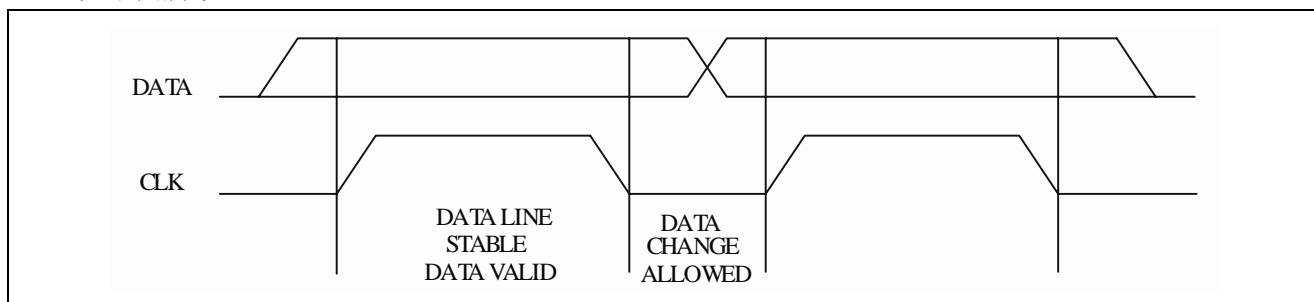 DATA
CLK
DATA LINE
STABLE
DATA VALID
DATA
CHANGE
ALLOWED